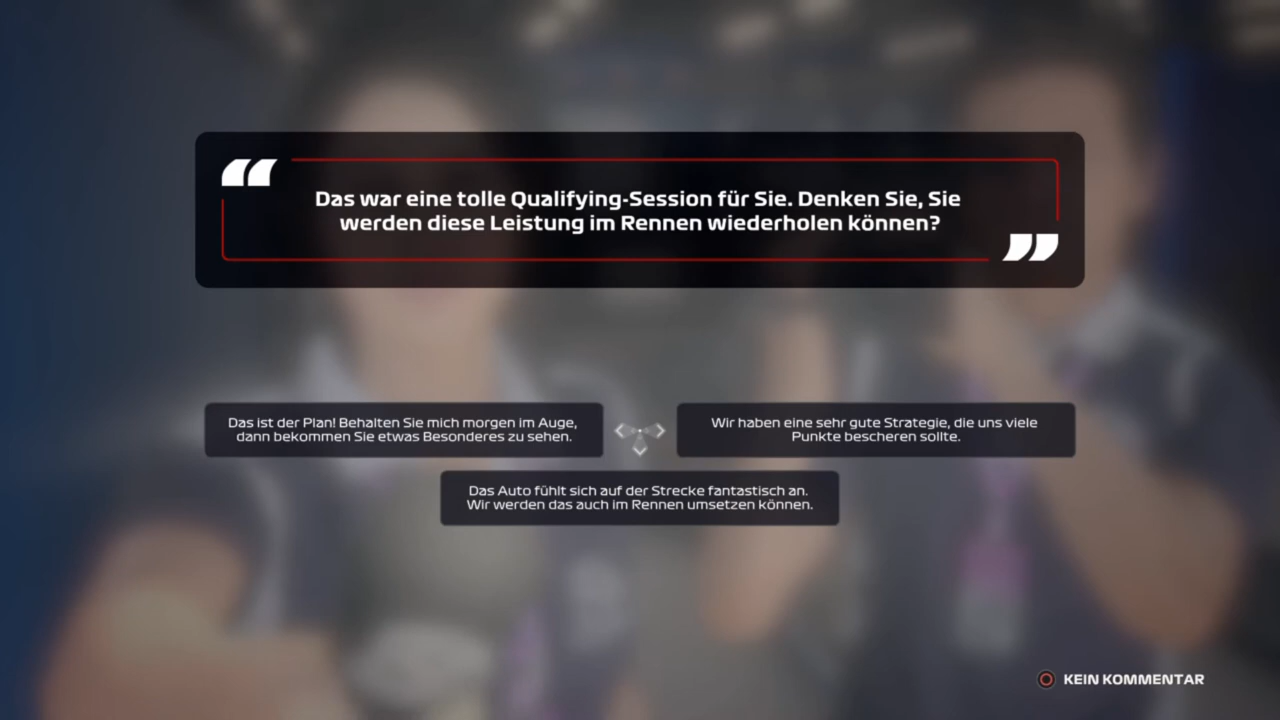 Das war eine tolle Qualifying-Session für Sie. Denken Sie, Sie
werden diese Leistung im Rennen wiederholen können?
Das ist der Plan! Behalten Sie mich morgen im Auge,
dann bekommen Sie etwas Besonderes zu sehen.
Wir haben eine sehr gute Strategie, die uns viele
Punkte bescheren sollte.
Das Auto fühlt sich auf der Strecke fantastisch an.
Wir werden das auch im Rennen umsetzen können.
KEIN KOMMENTAR